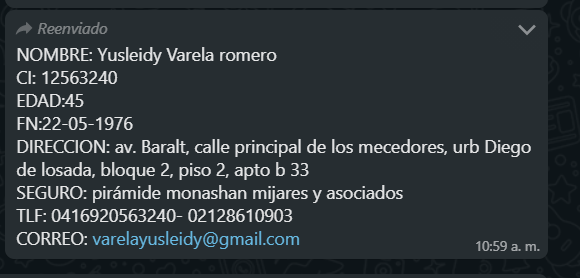 Reenviado
NOMBRE: Yusleidy Varela romero
CI: 12563240
EDAD:45
FN:22-05-1976
DIRECCION: av. Baralt, calle principal de los mecedores, urb Diego
de losada, bloque 2, piso 2, apto b 33
SEGURO: pirámide monashan mijares y asociados
TLF: 0416920563240- 02128610903
CORREO: varelayusleidy@gmail.com
10:59 a. m.